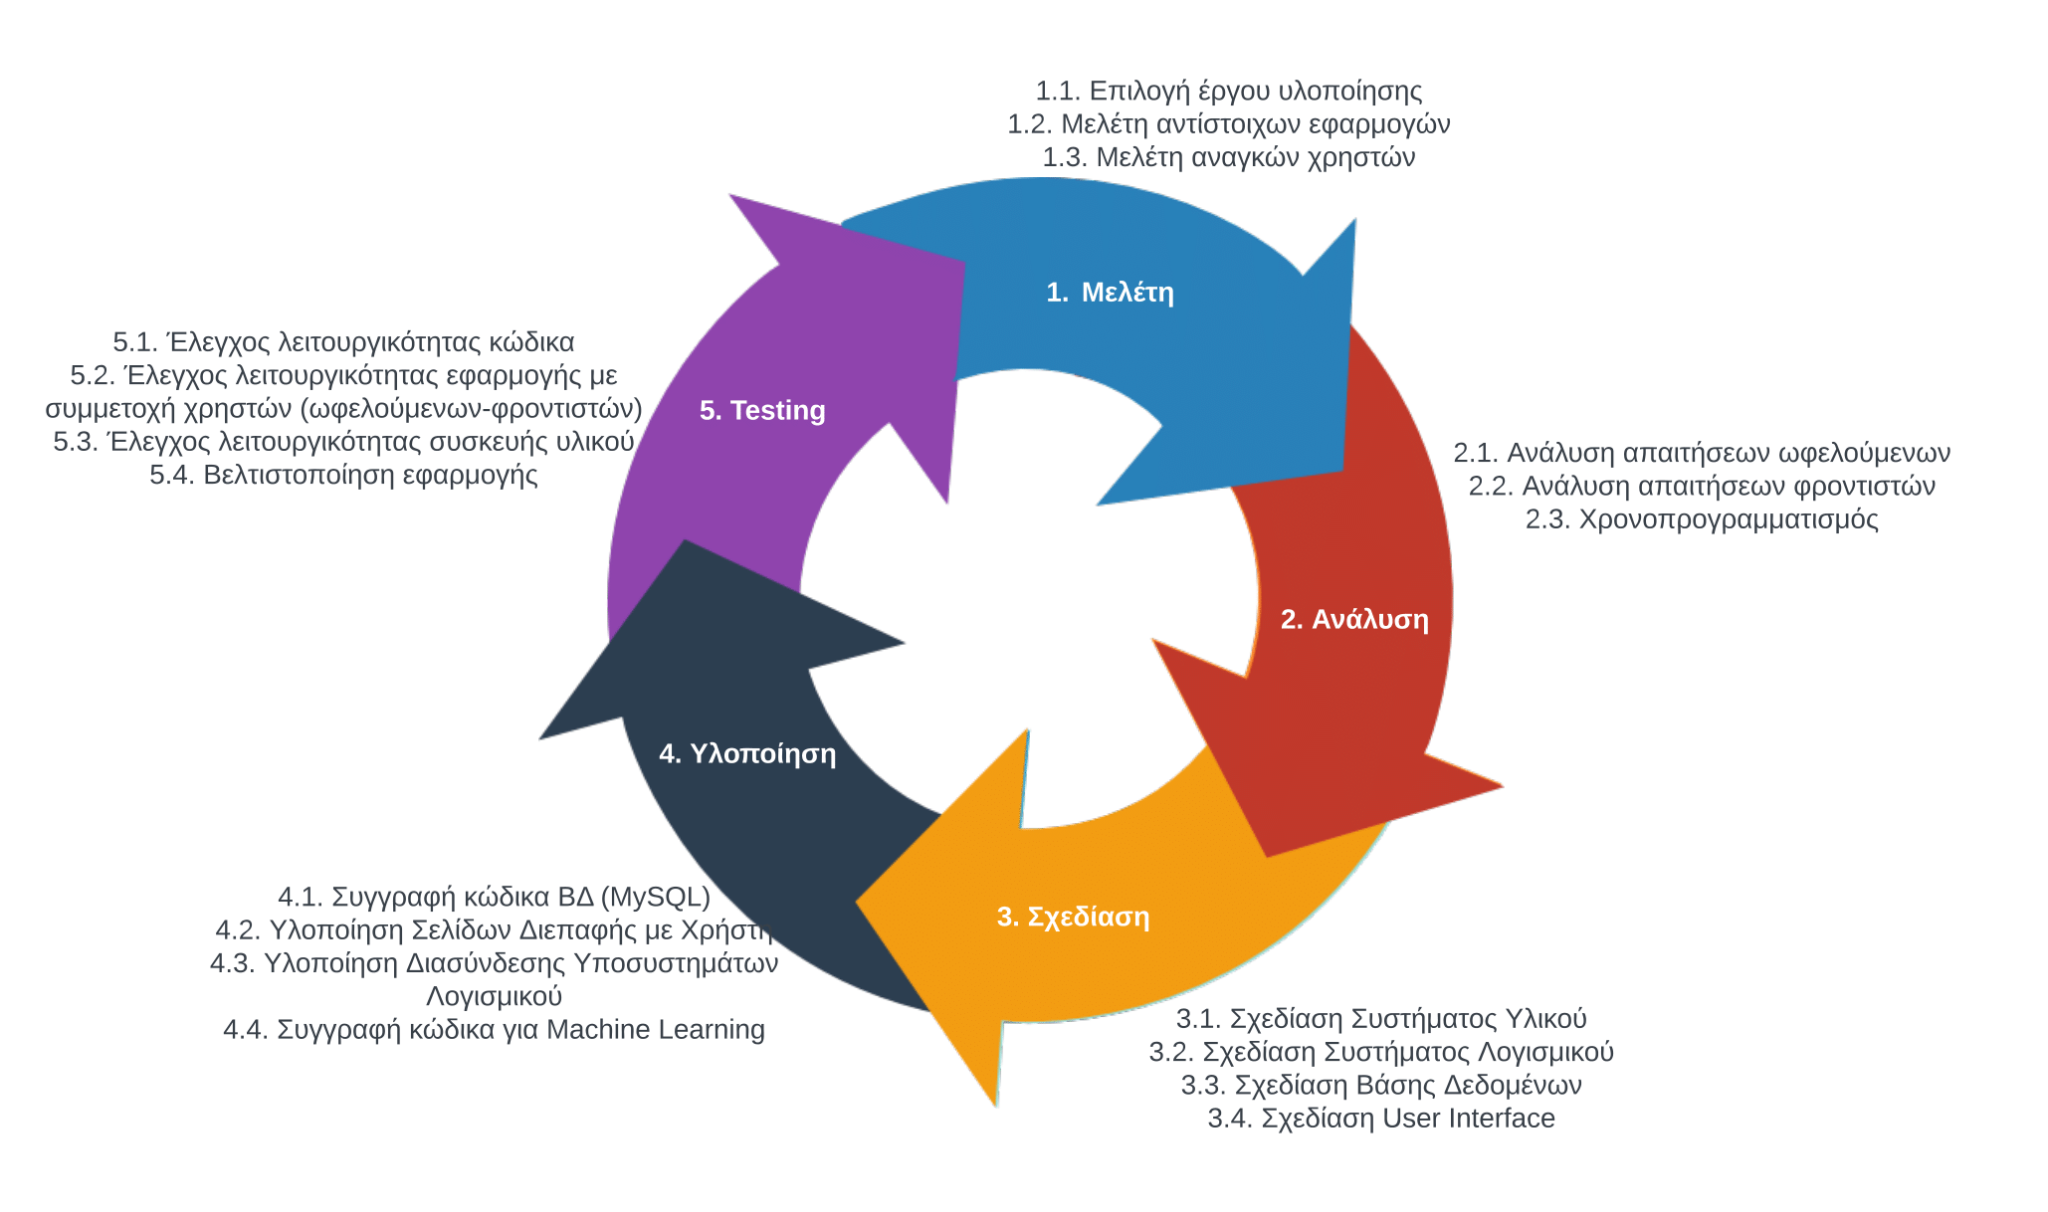 1.1. Επιλογή έργου υλοποίησης
1.2. Μελέτη αντίστοιχων εφαρμογών
1.3. Μελέτη αναγκών χρηστών
1. Μελέτη
2.1. Ανάλυση απαιτήσεων ωφελούμενων
2.2. Ανάλυση απαιτήσεων φροντιστών
2.3. Χρονοπρογραμματισμός
2. Ανάλυση
3. Σχεδίαση
3.1. Σχεδίαση Συστήματος Υλικού
3.2. Σχεδίαση Συστήματος Λογισμικού
3.3. Σχεδίαση Βάσης Δεδομένων
3.4. Σχεδίαση User Interface
4. Υλοποίηση
4.1. Συγγραφή κώδικα ΒΔ (MySQL)
4.2. Υλοποίηση Σελίδων Διεπαφής με Χρήστη
4.3. Υλοποίηση Διασύνδεσης Υποσυστημάτων
Λογισμικού
4.4. Συγγραφή κώδικα για Machine Learning
5. Testing
5.1. Έλεγχος λειτουργικότητας κώδικα
5.2. Έλεγχος λειτουργικότητας εφαρμογής με
συμμετοχή χρηστών (ωφελούμενων-φροντιστών)
5.3. Έλεγχος λειτουργικότητας συσκευής υλικού
5.4. Βελτιστοποίηση εφαρμογής